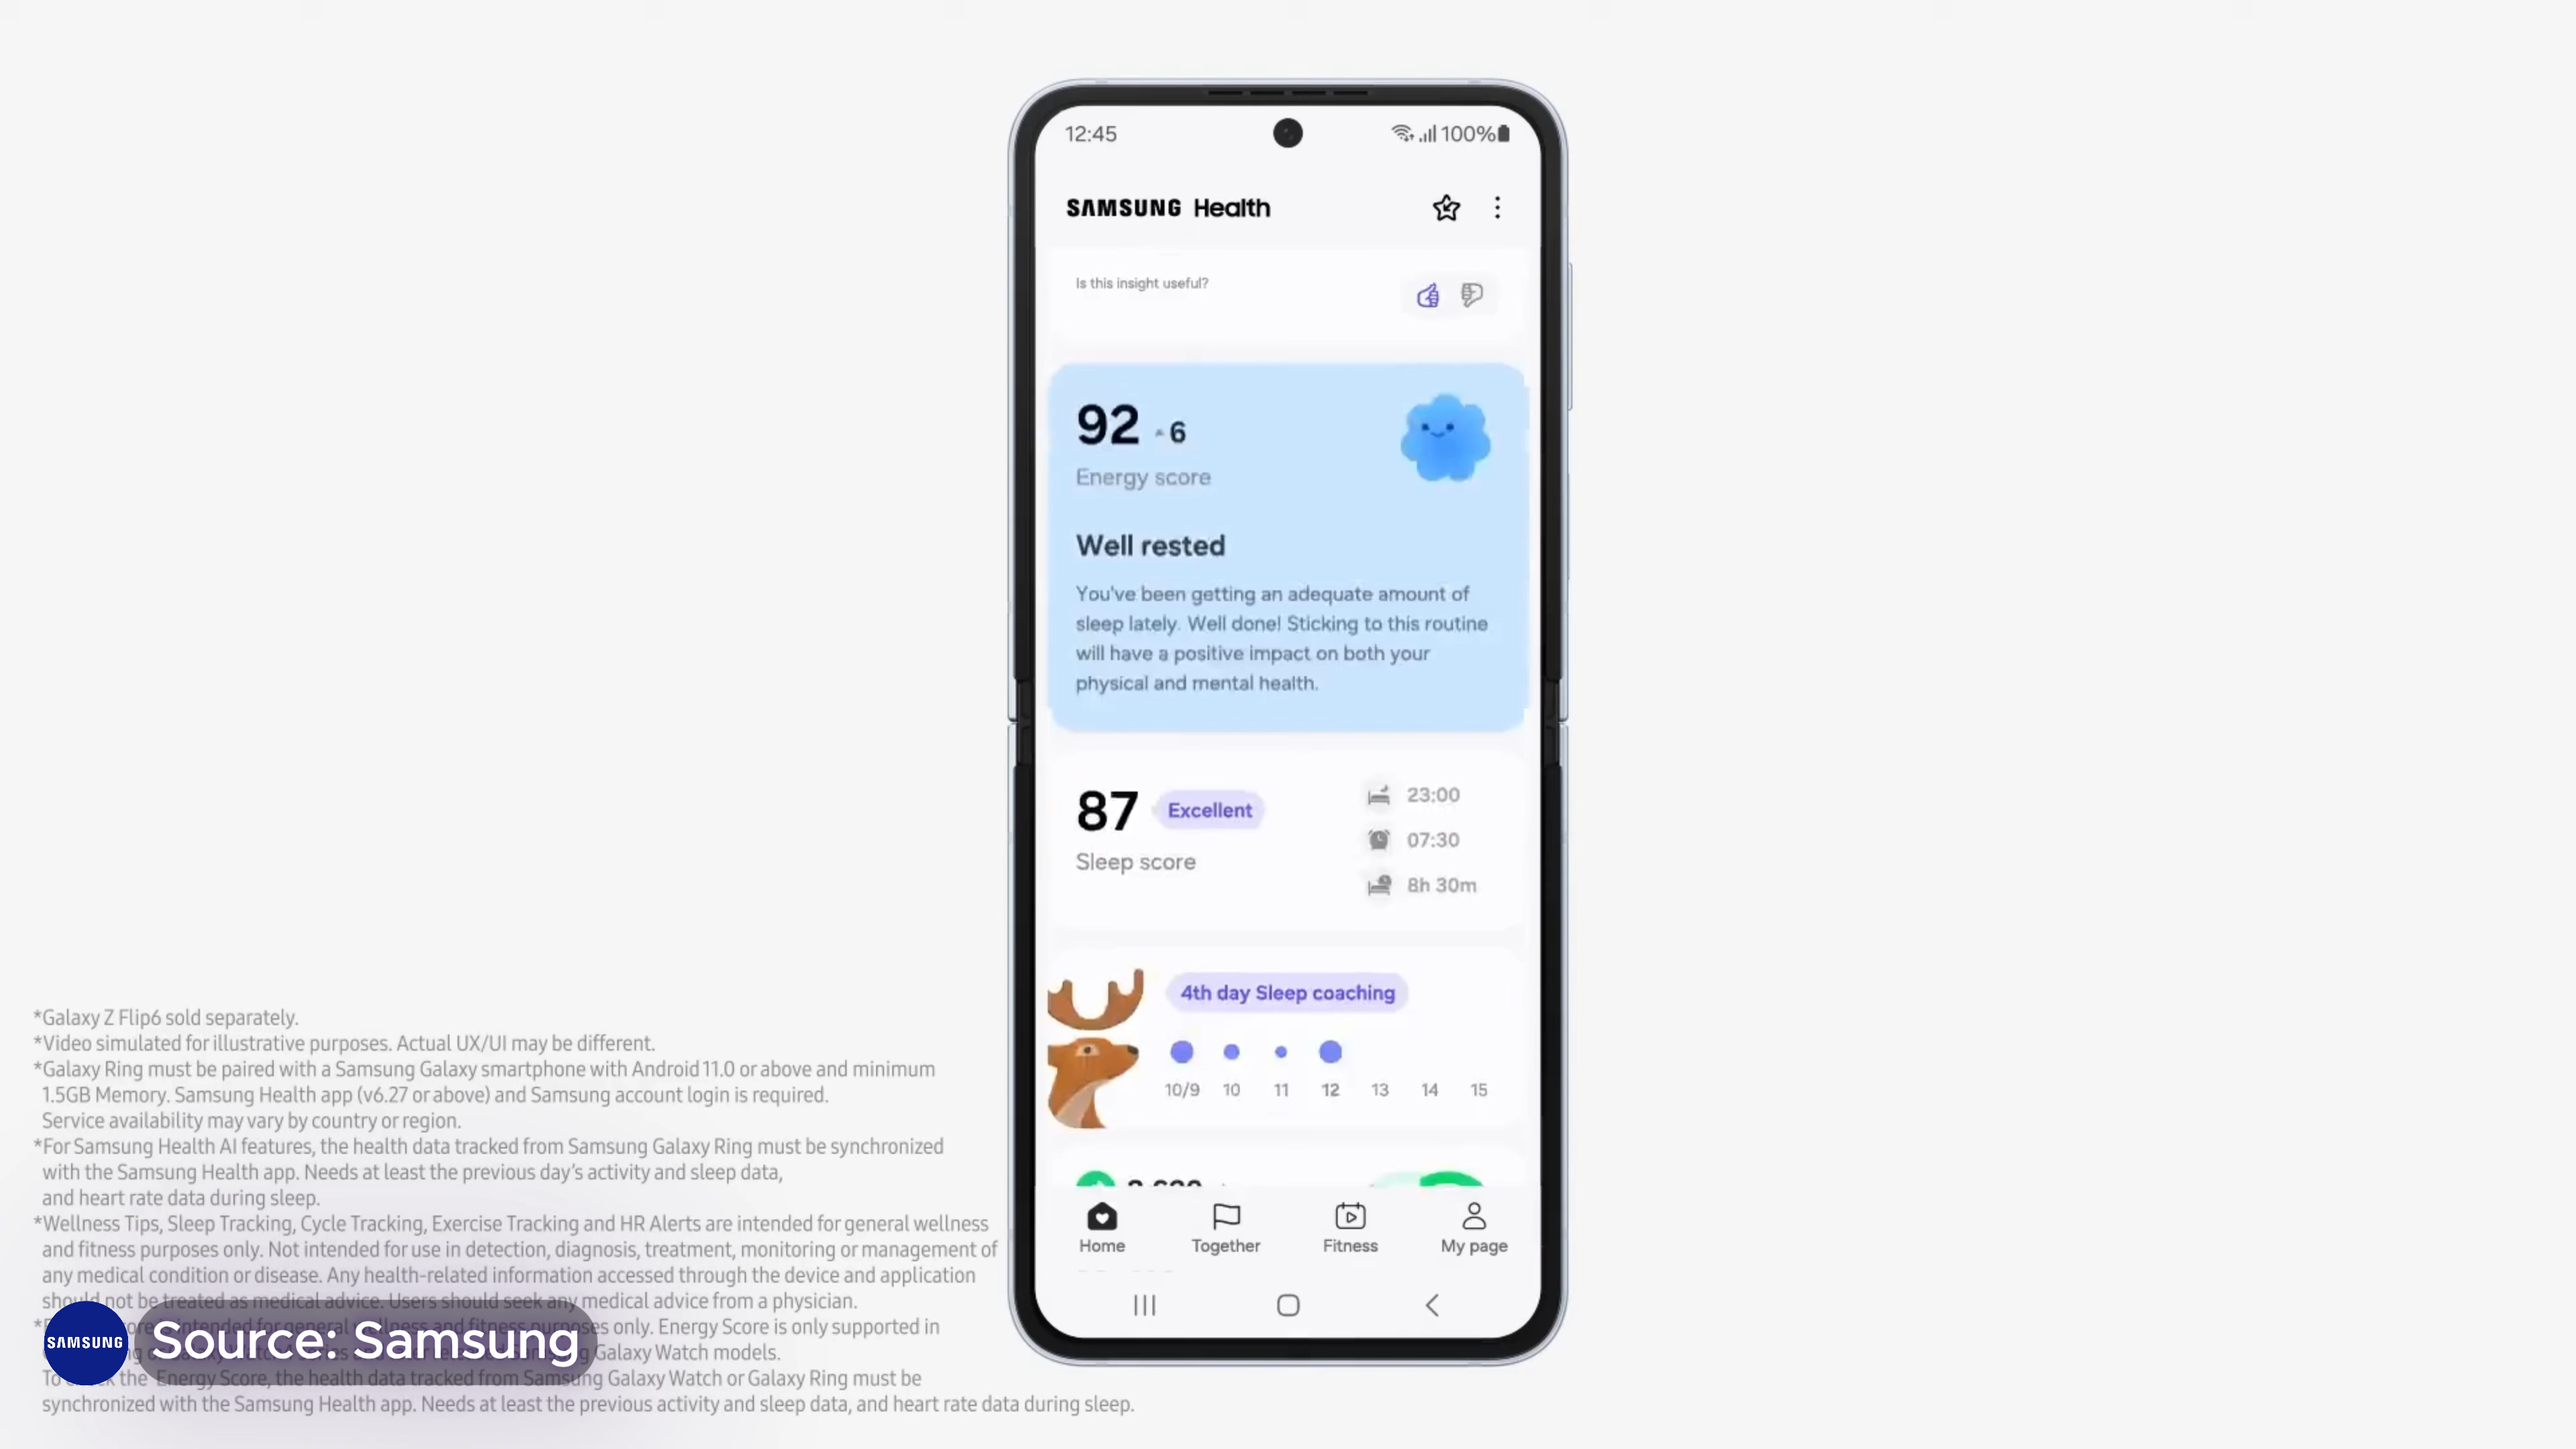 12:45
100%
SAMSUNG Health
Is this insight useful?
92 6
Energy score
Well rested
You've been getting an adequate amount of
sleep lately. Well done! Sticking to this routine
will have a positive impact on both your
physical and mental health.
87 Excellent
Sleep score
23:00
07:30
8h 30m
4th day Sleep coaching
10/9 10 11 12 13 14 15
Home Together Fitness My page
*Galaxy Z Flip6 sold separately.
*Video simulated for illustrative purposes. Actual UX/UI may be different.
*Galaxy Ring must be paired with a Samsung Galaxy smartphone with Android 11.0 or above and minimum
1.5GB Memory. Samsung Health app (v6.27 or above) and Samsung account login is required.
Service availability may vary by country or region.
*For Samsung Health AI features, the health data tracked from Samsung Galaxy Ring must be synchronized
with the Samsung Health app. Needs at least the previous day's activity and sleep data,
and heart rate data during sleep.
*Wellness Tips, Sleep Tracking, Cycle Tracking, Exercise Tracking and HR Alerts are intended for general wellness
and fitness purposes only. Not intended for use in detection, diagnosis, treatment, monitoring or management of
any medical condition or disease. Any health-related information accessed through the device and application
should not be treated as medical advice. Users should seek any medical advice from a physician.
intended for general wellness and fitness purposes only. Energy Score is only supported in
Galaxy Watch models.
the Energy Score, the health data tracked from Samsung Galaxy Watch or Galaxy Ring must be
synchronized with the Samsung Health app. Needs at least the previous activity and sleep data, and heart rate data during sleep.
SAMSUNG
Source: Samsung